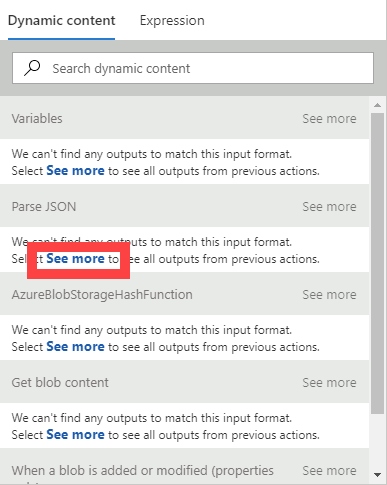 Dynamic content Expression
Search dynamic content
Variables See more
We can't find any outputs to match this input format.
Select See more to see all outputs from previous actions.
Parse JSON See more
We can't find any outputs to match this input format.
Select See more to see all outputs from previous actions.
AzureBlobStorageHashFunction See more
We can't find any outputs to match this input format.
Select See more to see all outputs from previous actions.
Get blob content See more
We can't find any outputs to match this input format.
Select See more to see all outputs from previous actions.
When a blob is added or modified (properties